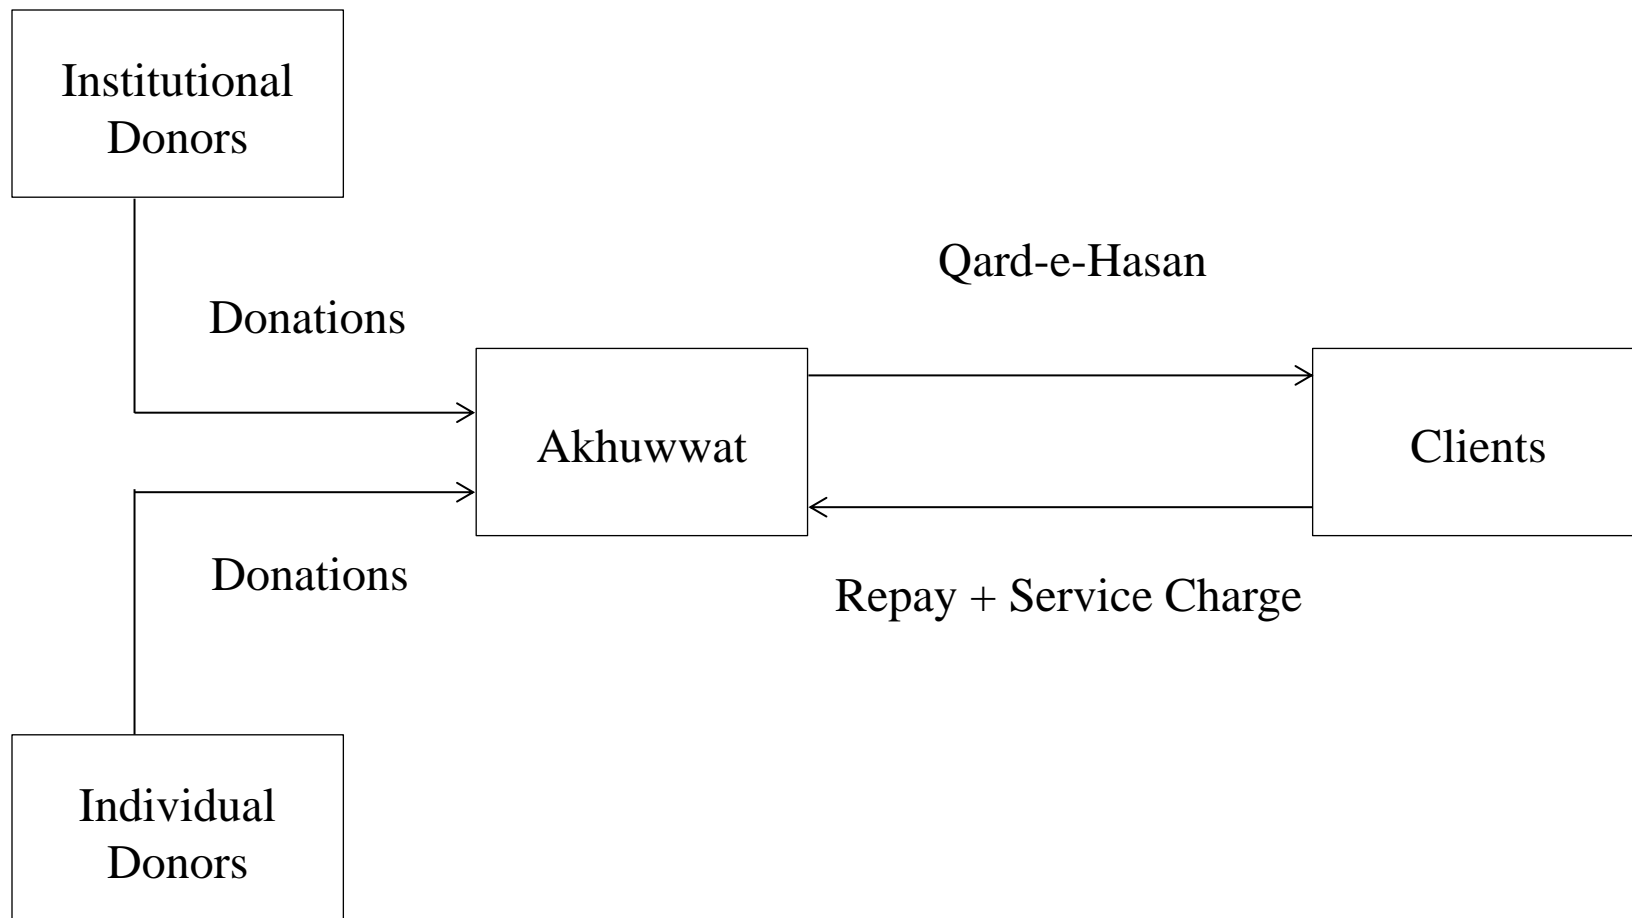 Institutional
Donors
Qard-e-Hasan
Donations
Akhuwwat
Clients
Donations
Repay + Service Charge
Individual
Donors